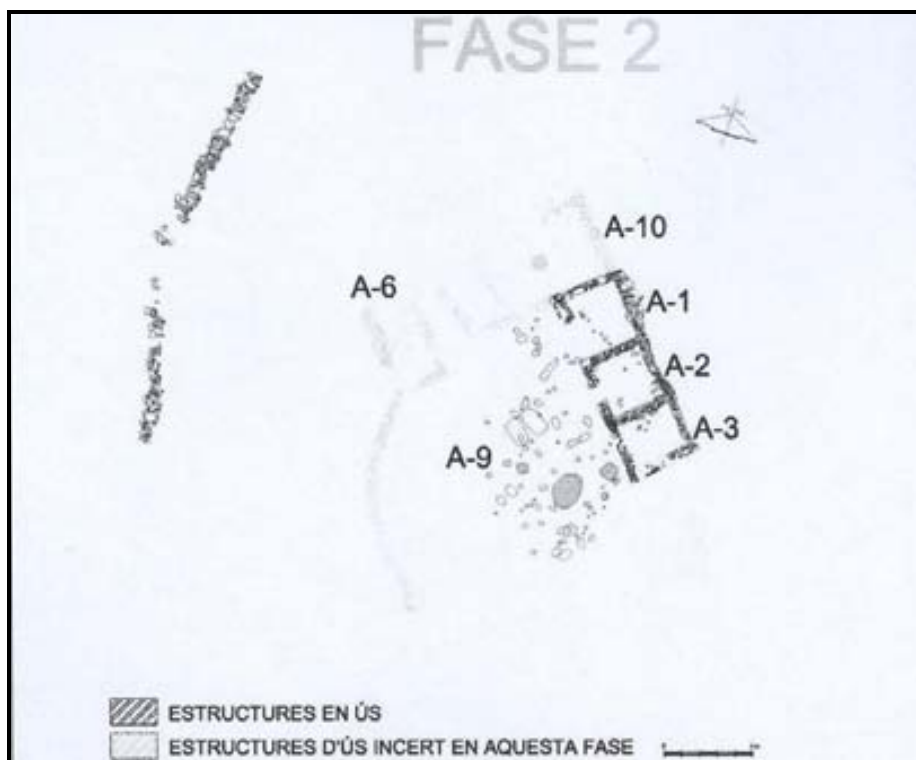 FASE 2
A-10
A-6
A-1
A-2
A-3
A-9
ESTRUCTURES EN ÚS
ESTRUCTURES D'ÚS INCERT EN AQUESTA FASE